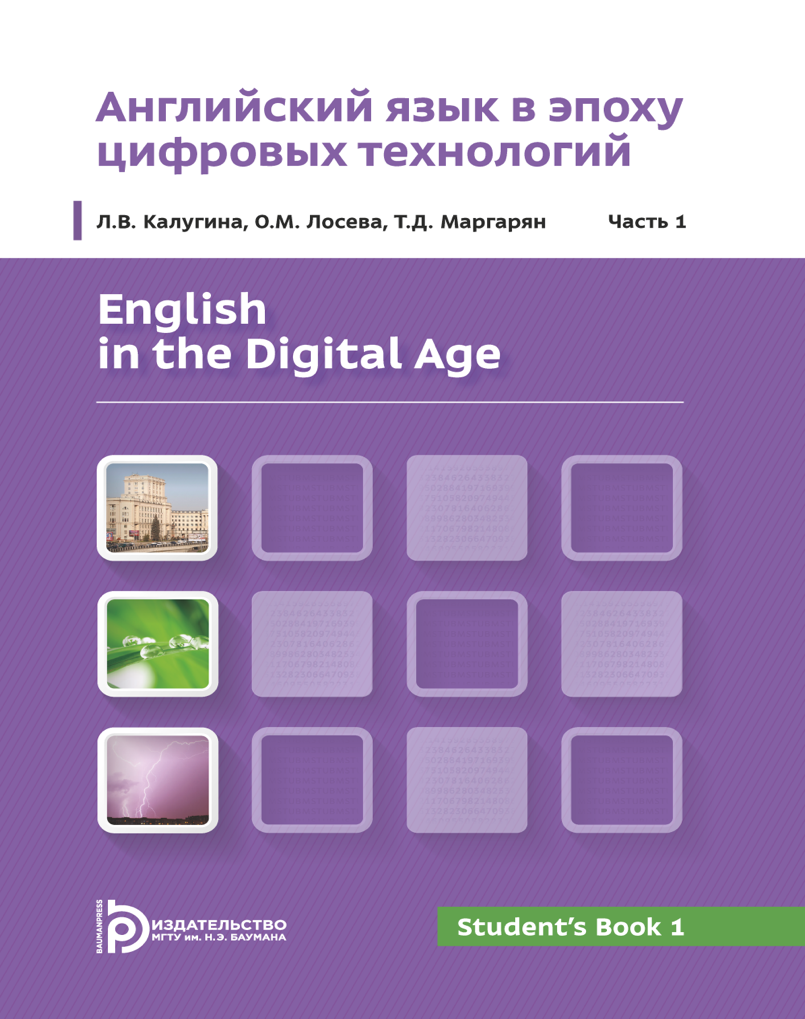 Английский язык в эпоху
цифровых технологий
Л.В. Калугина, О.М. Лосева, Т.Д. Маргарян Часть 1
English
in the Digital Age
BAUMANPRESS
ИЗДАТЕЛЬСТВО
МГТУ им. Н.Э. БАУМАНА
Student's Book 1